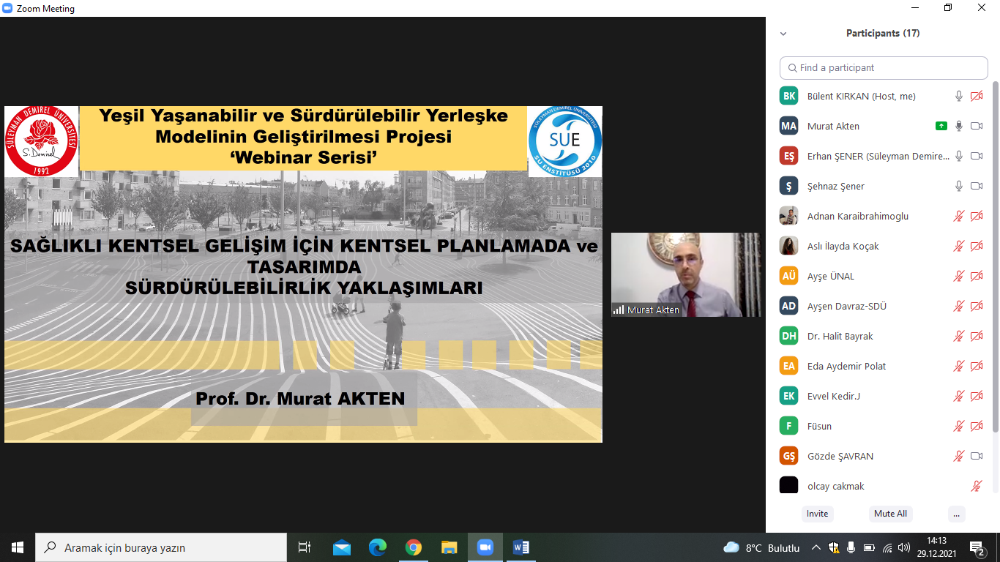 Zoom Meeting
SÜLEYMAN DEMİREL ÜNİVERSİTESİ
S. Demirel
1992
Yeşil Yaşanabilir ve Sürdürülebilir Yerleşke
Modelinin Geliştirilmesi Projesi
‘Webinar Serisi’
SÜLEYMAN DEMİREL ÜNİVERSİTESİ
SUE
SU ENSTİTÜSÜ 2010
SAĞLIKLI KENTSEL GELİŞİM İÇİN KENTSEL PLANLAMADA ve
TASARIMDA
SÜRDÜRÜLEBİLİRLİK YAKLAŞIMLARI
Prof. Dr. Murat AKTEN
Murat Akten
Participants (17)
Find a participant
BK Bülent KIRKAN (Host, me)
MA Murat Akten
EŞ Erhan ŞENER (Süleyman Demire...
Ş Şehnaz Şener
Adnan Karaibrahimoglu
Aslı İlayda Koçak
AÜ Ayşe ÜNAL
AD Ayşen Davraz-SDÜ
DH Dr. Halit Bayrak
EA Eda Aydemir Polat
EK Evvel Kedir.J
F Füsun
GŞ Gözde ŞAVRAN
olcay cakmak
Invite Mute All ...
Aramak için buraya yazın
8°C Bulutlu
14:13
29.12.2021
2